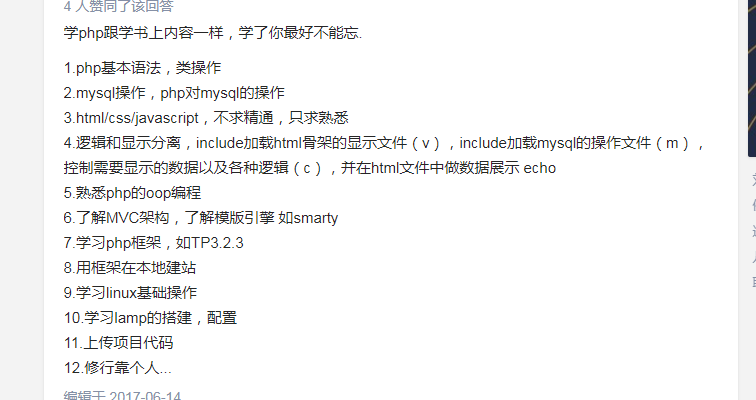 4 人赞同了该回答
学php跟学书上内容一样，学了你最好不能忘.
1.php基本语法，类操作
2.mysql操作，php对mysql的操作
3.html/css/javascript，不求精通，只求熟悉
4.逻辑和显示分离，include加载html骨架的显示文件（v），include加载mysql的操作文件（m），
控制需要显示的数据以及各种逻辑（c），并在html文件中做数据展示 echo
5.熟悉php的oop编程
6.了解MVC架构，了解模版引擎 如smarty
7.学习php框架，如TP3.2.3
8.用框架在本地建站
9.学习linux基础操作
10.学习lamp的搭建，配置
11.上传项目代码
12.修行靠个人...
编辑于 2017-06-14